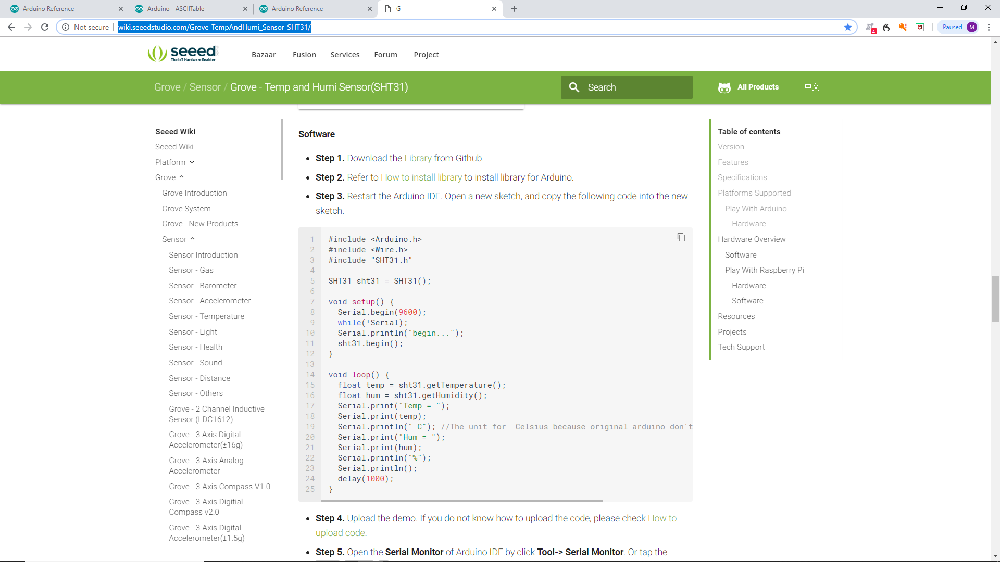 Arduino Reference
Arduino - ASCIITable
Arduino Reference
G
Not secure
wiki.seeedstudio.com/Grove-TempAndHumi_Sensor-SHT31/
4
Paused
M
seeed
The IoT Hardware Enabler
Bazaar
Fusion
Services
Forum
Project
Grove / Sensor / Grove - Temp and Humi Sensor(SHT31)
Search
All Products
中文
Seeed Wiki
Seeed Wiki
Platform
Grove
Grove Introduction
Grove System
Grove - New Products
Sensor
Sensor Introduction
Sensor - Gas
Sensor - Barometer
Sensor - Accelerometer
Sensor - Temperature
Sensor - Light
Sensor - Health
Sensor - Sound
Sensor - Distance
Sensor - Others
Grove - 2 Channel Inductive
Sensor (LDC1612)
Grove - 3 Axis Digital
Accelerometer(±16g)
Grove - 3-Axis Analog
Accelerometer
Grove - 3-Axis Compass V1.0
Grove - 3-Axis Digitial
Compass v2.0
Grove - 3-Axis Digital
Accelerometer(±1.5g)
Software
Step 1. Download the Library from Github.
Step 2. Refer to How to install library to install library for Arduino.
Step 3. Restart the Arduino IDE. Open a new sketch, and copy the following code into the new
sketch.
1 #include <Arduino.h>
2 #include <Wire.h>
3 #include "SHT31.h"
4
5 SHT31 sht31 = SHT31();
6
7 void setup() {
8 Serial.begin(9600);
9 while(!Serial);
10 Serial.println("begin...");
11 sht31.begin();
12 }
13
14 void loop() {
15 float temp = sht31.getTemperature();
16 float hum = sht31.getHumidity();
17 Serial.print("Temp = ");
18 Serial.print(temp);
19 Serial.println(" C"); //The unit for  Celsius because original arduino don't
20 Serial.print("Hum = ");
21 Serial.print(hum);
22 Serial.println("%");
23 Serial.println();
24 delay(1000);
25 }
Step 4. Upload the demo. If you do not know how to upload the code, please check How to
upload code.
Step 5. Open the Serial Monitor of Arduino IDE by click Tool-> Serial Monitor. Or tap the
Table of contents
Version
Features
Specifications
Platforms Supported
Play With Arduino
Hardware
Hardware Overview
Software
Play With Raspberry Pi
Hardware
Software
Resources
Projects
Tech Support